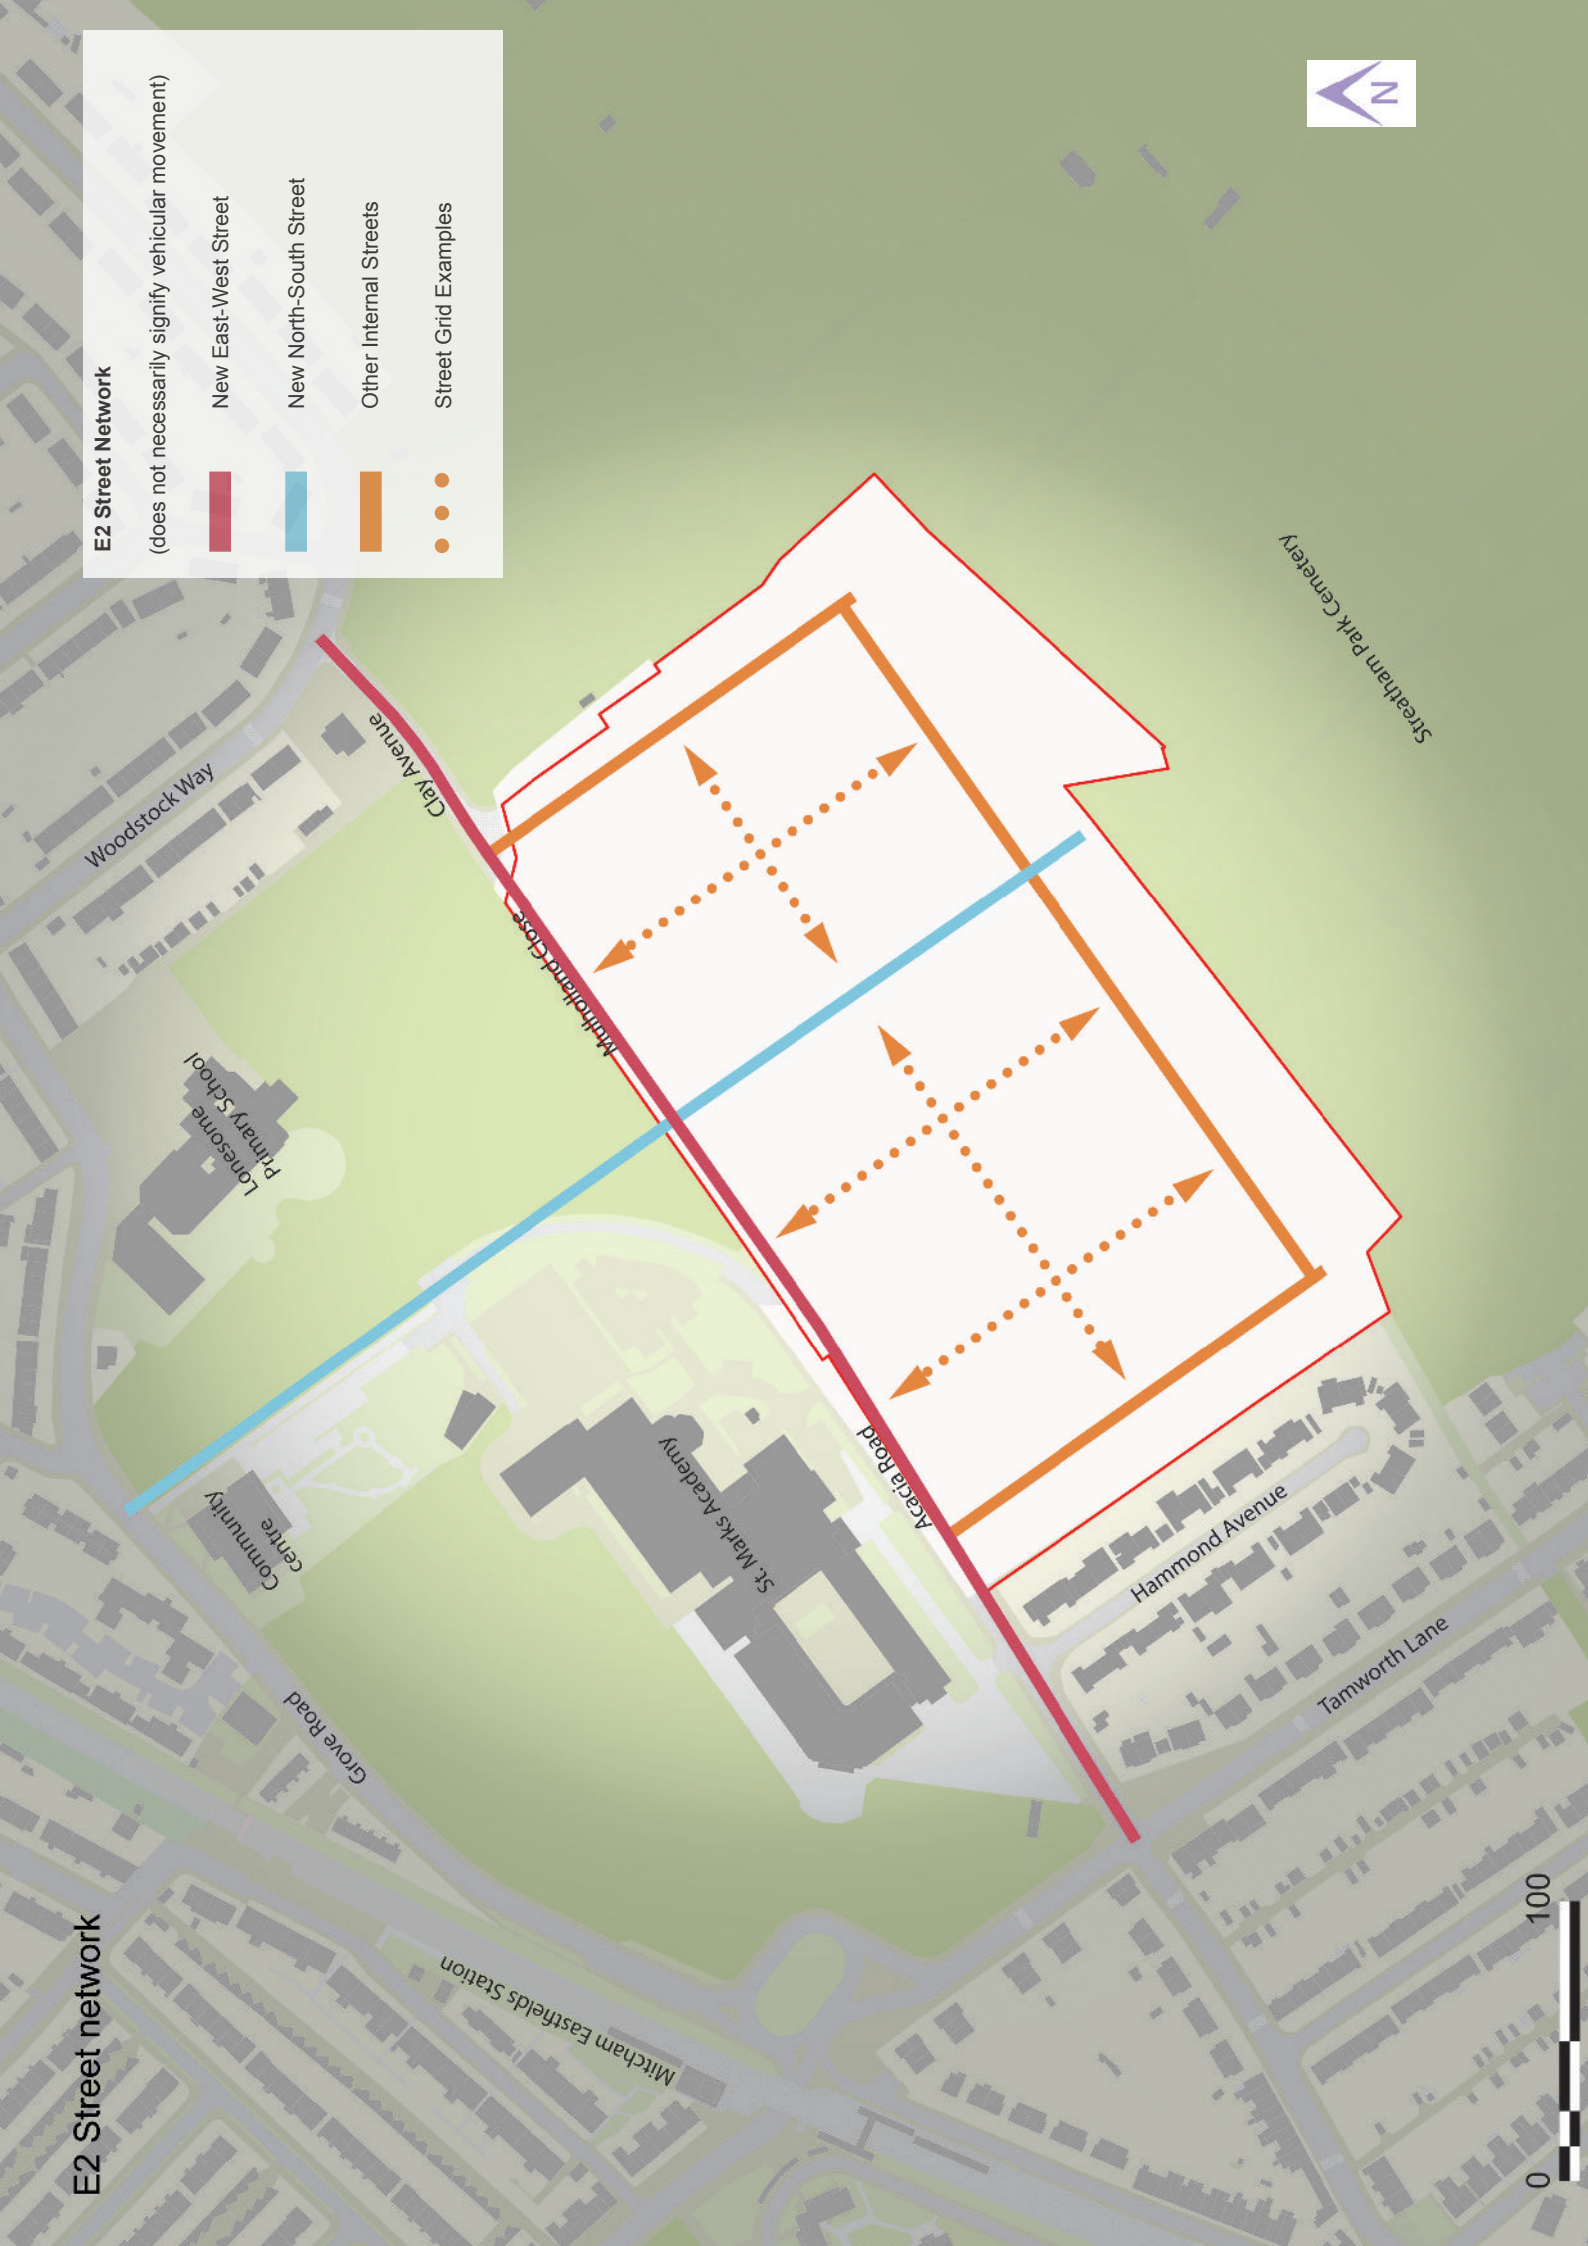 E2 Street network
E2 Street Network
(does not necessarily signify vehicular movement)
New East-West Street
New North-South Street
Other Internal Streets
Street Grid Examples
N
Woodstock Way
Clay Avenue
Mulholland Close
Lonesome
Primary School
Streatham Park Cemetery
Community
centre
St. Marks Academy
Acacia Road
Hammond Avenue
Tamworth Lane
Grove Road
Mitcham Eastfields Station
0
100